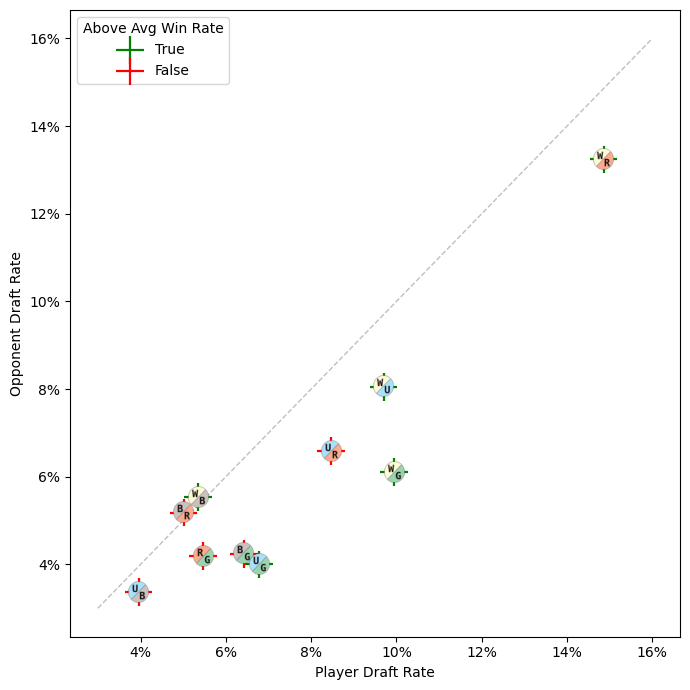 Above Avg Win Rate
True
False
16%
14%
12%
10%
8%
6%
4%
Opponent Draft Rate
W R
W U
U R
W G
W B
B R
R G
B G
U G
U B
4% 6% 8% 10% 12% 14% 16%
Player Draft Rate